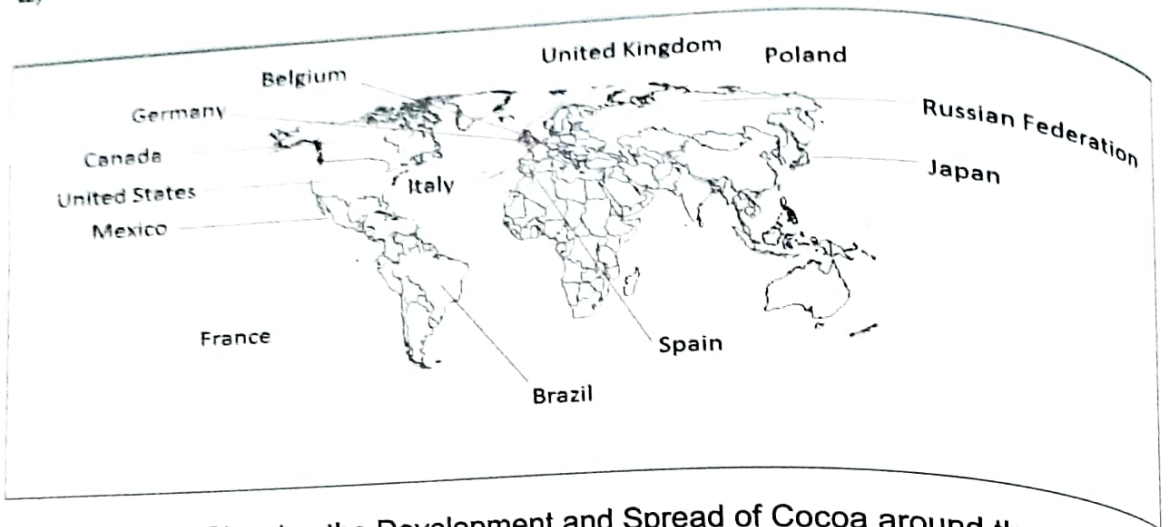 United Kingdom
Poland
Belgium
Germany
Russian Federation
Canada
Japan
United States
Italy
Mexico
France
Spain
Brazil
the Development and Spread of Cocoa around